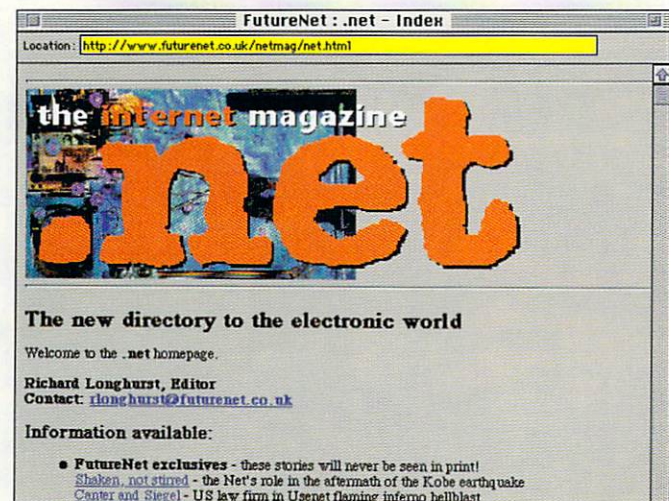 FutureNet : .net - Index
Location: http://www.futurenet.co.uk/netmag/net.html
the internet magazine
.net
The new directory to the electronic world
Welcome to the .net homepage.
Richard Longhurst, Editor
Contact: rlonghurst@futurenet.co.uk
Information available:
• FutureNet exclusives - these stories will never be seen in print!
Shaken, not stirred - the Net's role in the aftermath of the Kobe earthquake
Canter and Siegel - US law firm in Usenet flaming inferno hellblast